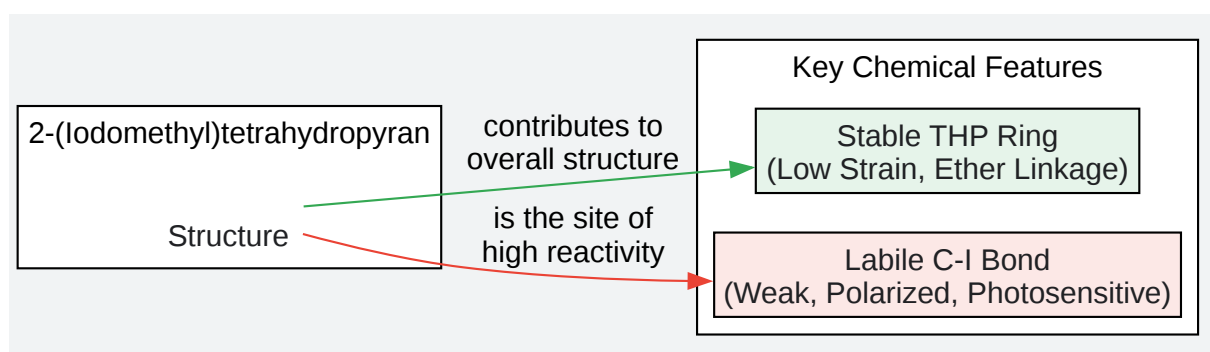 2-(Iodomethyl)tetrahydropyran
Structure
contributes to
overall structure
is the site of
high reactivity
Key Chemical Features
Stable THP Ring
(Low Strain, Ether Linkage)
Labile C-I Bond
(Weak, Polarized, Photosensitive)